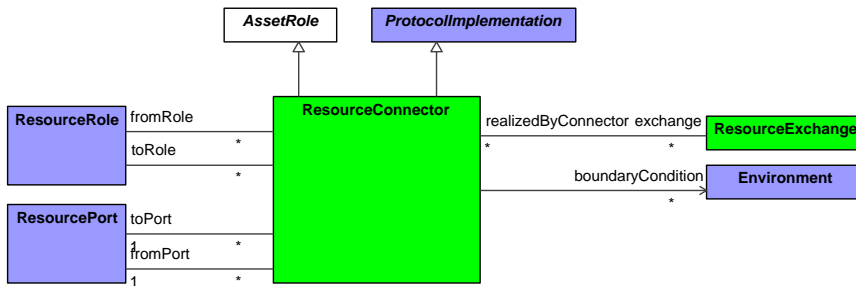 AssetRole
ProtocolImplementation
ResourceConnector
ResourceRole
fromRole
*
toRole
*
realizedByConnector exchange
* *
ResourceExchange
boundaryCondition
*
Environment
ResourcePort
toPort
1 *
fromPort
1 *